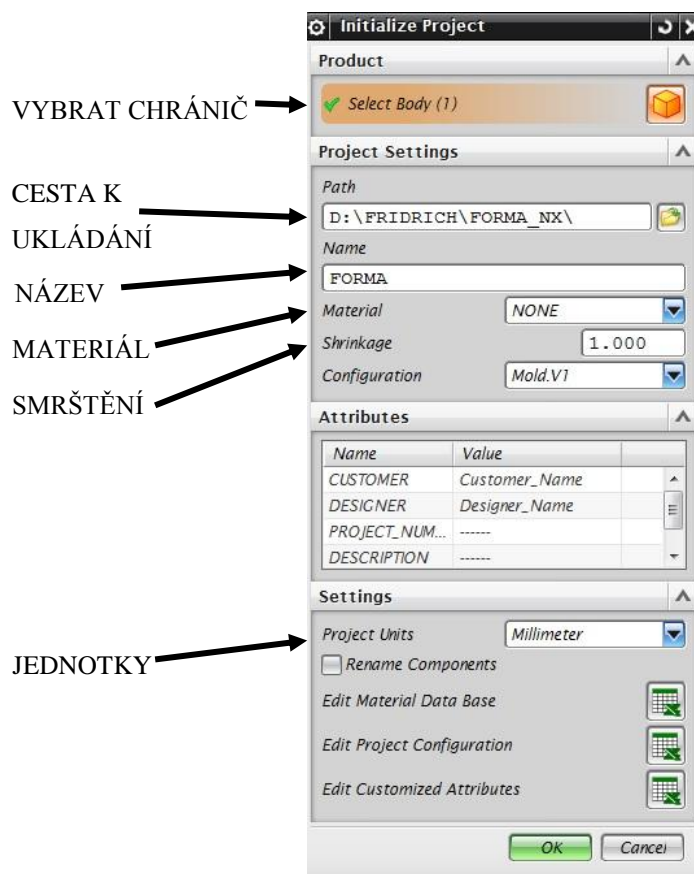 Initialize Project
Product
VYBRAT CHRÁNIČ
Select Body (1)
Project Settings
Path
CESTA K
UKLÁDÁNÍ
D:\FRIDRICH\FORMA_NX\
Name
NÁZEV
FORMA
MATERIÁL
Material NONE
SMRŠTĚNÍ
Shrinkage 1.000
Configuration Mold.V1
Attributes
Name Value
CUSTOMER Customer_Name
DESIGNER Designer_Name
PROJECT_NUM... ------
DESCRIPTION ------
Settings
JEDNOTKY
Project Units Millimeter
Rename Components
Edit Material Data Base
Edit Project Configuration
Edit Customized Attributes
OK Cancel